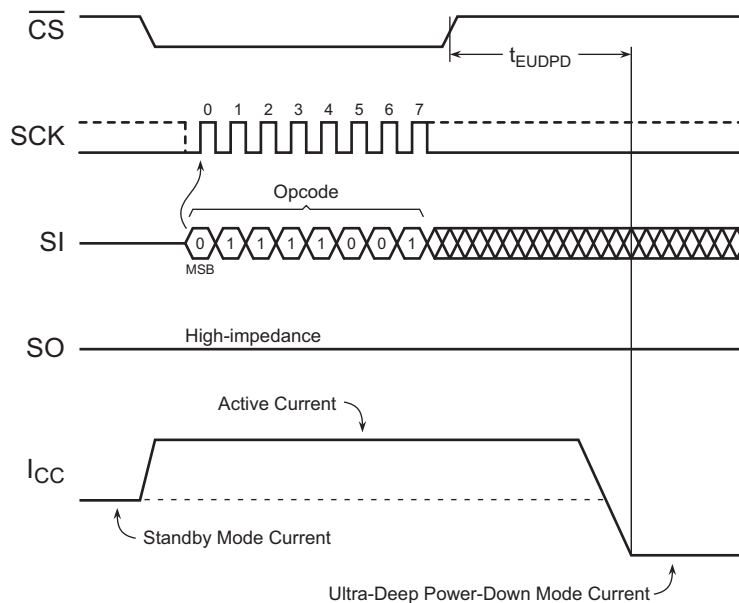 CS
tEUDPD
0 1 2 3 4 5 6 7
SCK
Opcode
SI
0 1 1 1 1 0 0 1
MSB
High-impedance
SO
Active Current
ICC
Standby Mode Current
Ultra-Deep Power-Down Mode Current